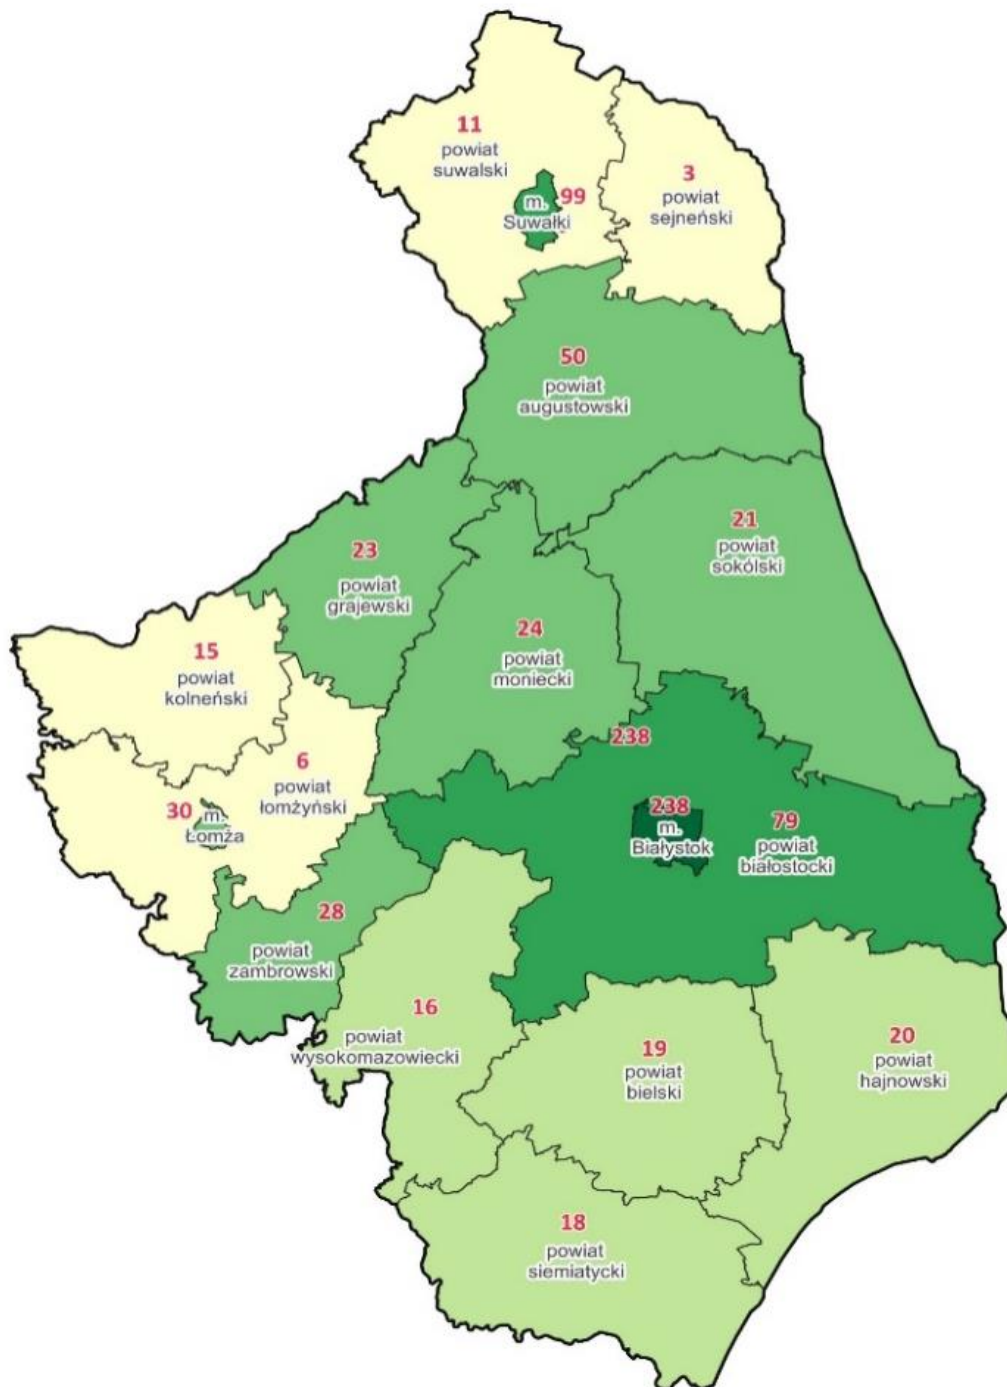 11
powiat
suwalski
3
powiat
sejneński
m. 99
Suwałki
50
powiat
augustowski
21
powiat
sokólski
23
powiat
grajewski
24
powiat
moniecki
15
powiat
kolneński
238
6
powiat
łomżyński
30 m.
Łomża
238
m.
Białystok
79
powiat
białostocki
28
powiat
zambrowski
16
powiat
wysokomazowiecki
19
powiat
bielski
20
powiat
hajnowski
18
powiat
siemiatycki